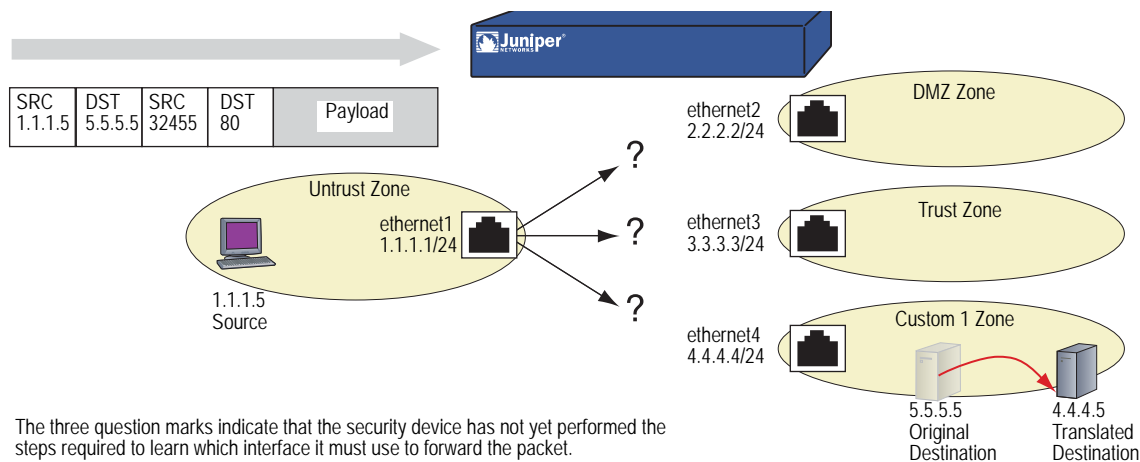 Juniper®
NETWORKS
SRC
1.1.1.5
DST
5.5.5.5
SRC
32455
DST
80
Payload
Untrust Zone
ethernet1
1.1.1.1/24
1.1.1.5
Source
?
?
?
ethernet2
2.2.2.2/24
DMZ Zone
ethernet3
3.3.3.3/24
Trust Zone
ethernet4
4.4.4.4/24
Custom 1 Zone
5.5.5.5
Original
Destination
4.4.4.5
Translated
Destination
The three question marks indicate that the security device has not yet performed the
steps required to learn which interface it must use to forward the packet.